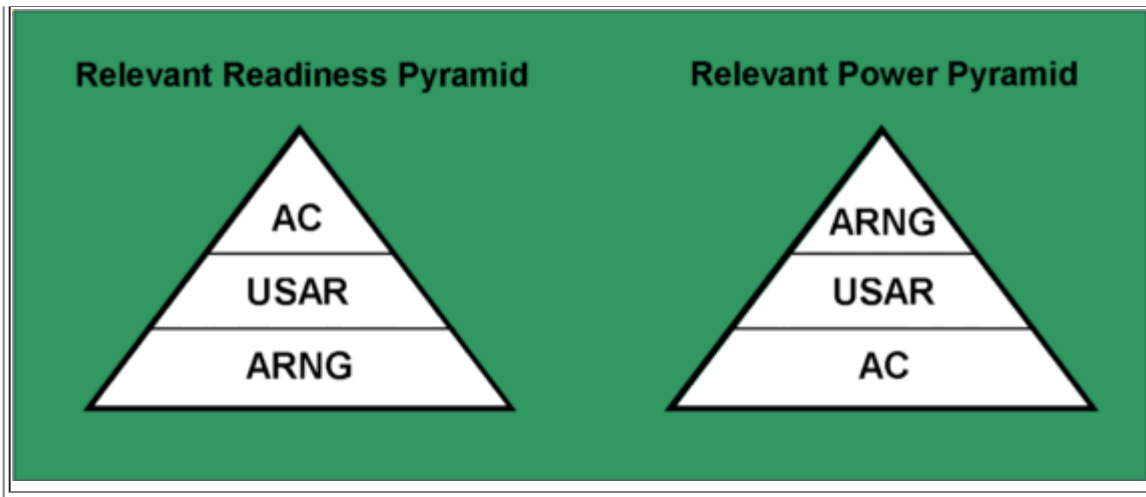 Relevant Readiness Pyramid
AC
USAR
ARNG
Relevant Power Pyramid
ARNG
USAR
AC